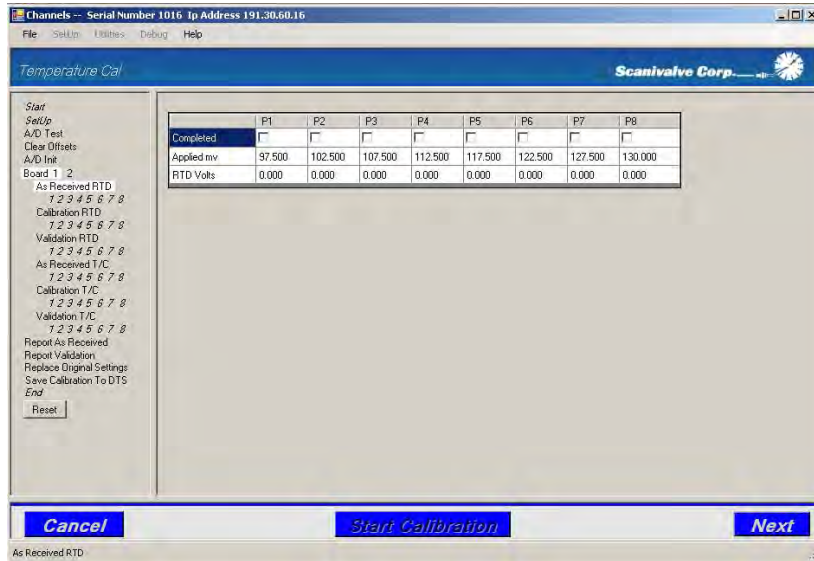 Channels -- Serial Number 1016 Ip Address 191.30.60.16
File SetUp Utilities Debug Help
Temperature Cal
Scanivalve Corp.
Start
SetUp
A/D Test
Clear Offsets
A/D Init
Board 1 2
As Received RTD
1 2 3 4 5 6 7 8
Calibration RTD
1 2 3 4 5 6 7 8
Validation RTD
1 2 3 4 5 6 7 8
As Received T/C
1 2 3 4 5 6 7 8
Calibration T/C
1 2 3 4 5 6 7 8
Validation T/C
1 2 3 4 5 6 7 8
Report As Received
Report Validation
Replace Original Settings
Save Calibration To DTS
End
Reset
P1 P2 P3 P4 P5 P6 P7 P8
Completed
Applied mv 97.500 102.500 107.500 112.500 117.500 122.500 127.500 130.000
RTD Volts 0.000 0.000 0.000 0.000 0.000 0.000 0.000 0.000
Cancel Start Calibration Next
As Received RTD